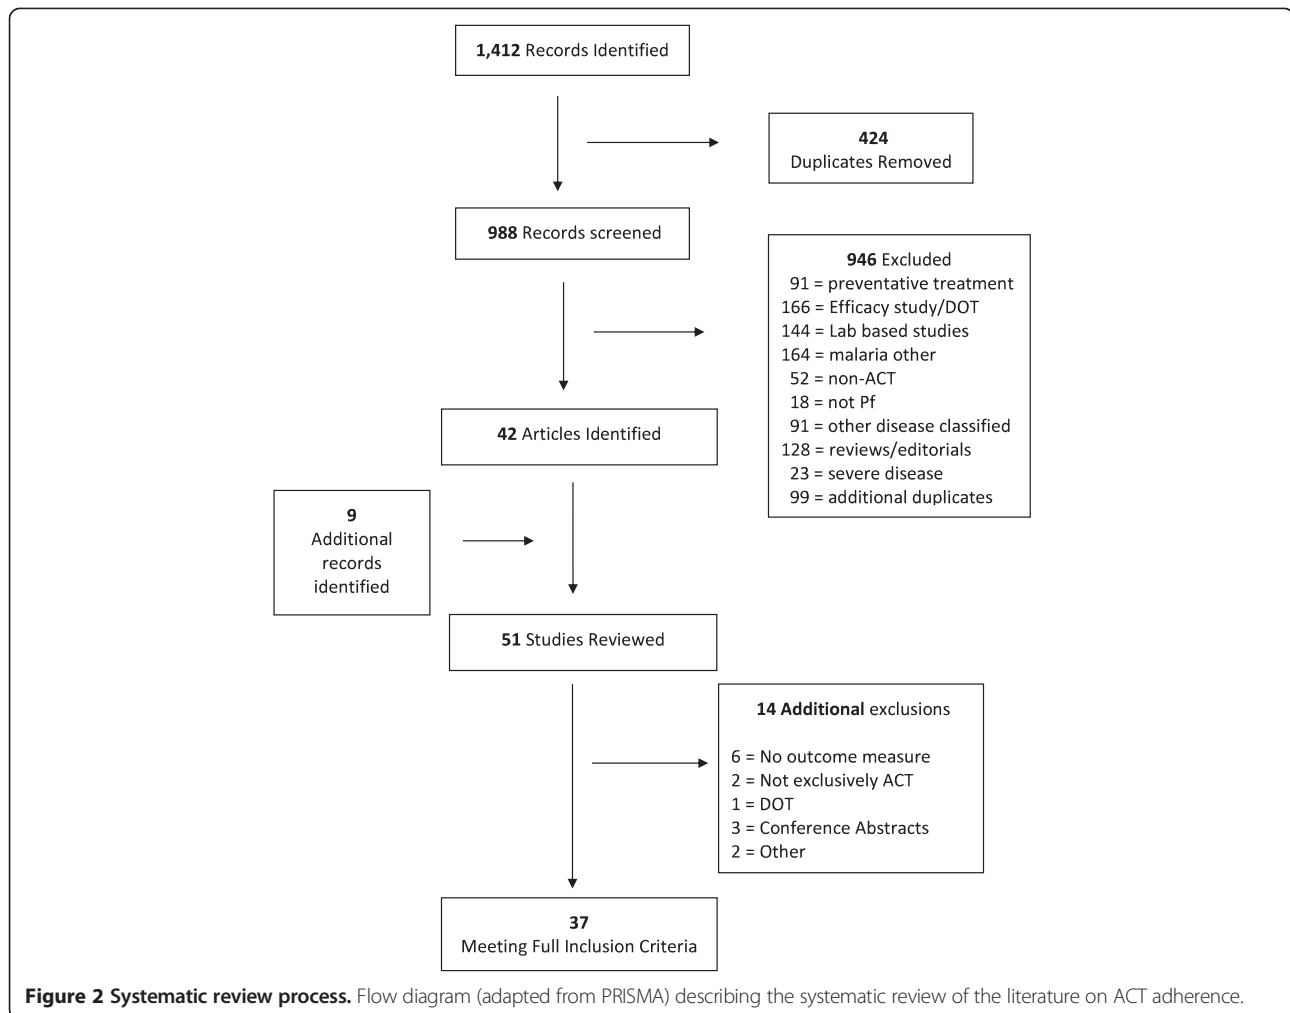 1,412 Records Identified
424
Duplicates Removed
988 Records screened
946 Excluded
91 = preventative treatment
166 = Efficacy study/DOT
144 = Lab based studies
164 = malaria other
52 = non-ACT
18 = not Pf
91 = other disease classified
128 = reviews/editorials
23 = severe disease
99 = additional duplicates
42 Articles Identified
9
Additional
records
identified
51 Studies Reviewed
14 Additional exclusions
6 = No outcome measure
2 = Not exclusively ACT
1 = DOT
3 = Conference Abstracts
2 = Other
37
Meeting Full Inclusion Criteria
Figure 2 Systematic review process. Flow diagram (adapted from PRISMA) describing the systematic review of the literature on ACT adherence.